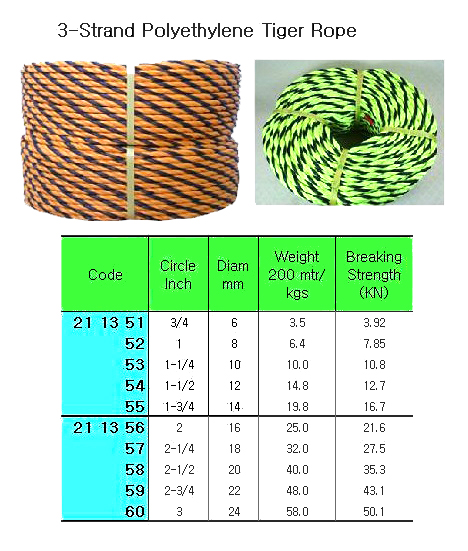 3-Strand Polyethylene Tiger Rope
Code Circle Inch Diam mm Weight 200 mtr/ kgs Breaking Strength (KN)
21 13 51 3/4 6 3.5 3.92
52 1 8 6.4 7.85
53 1-1/4 10 10.0 10.8
54 1-1/2 12 14.8 12.7
55 1-3/4 14 19.8 16.7
21 13 56 2 16 25.0 21.6
57 2-1/4 18 32.0 27.5
58 2-1/2 20 40.0 35.3
59 2-3/4 22 48.0 43.1
60 3 24 58.0 50.1